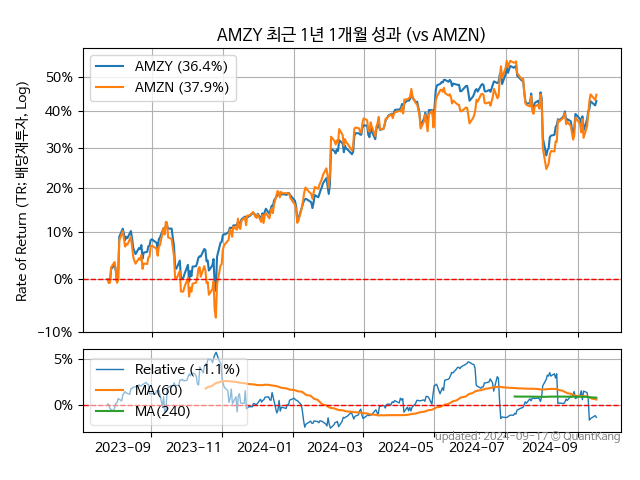 AMZY 최근 1년 1개월 성과 (vs AMZN)
Rate of Return (TR: 배당재투자, Log)
50%
40%
30%
20%
10%
0%
−10%
AMZY (36.4%)
AMZN (37.9%)
5%
0%
Relative (−1.1%)
MA(60)
MA(240)
2023−09
2023−11
2024−01
2024−03
2024−05
2024−07
2024−09
updated: 2024-09-17 © QuantKang